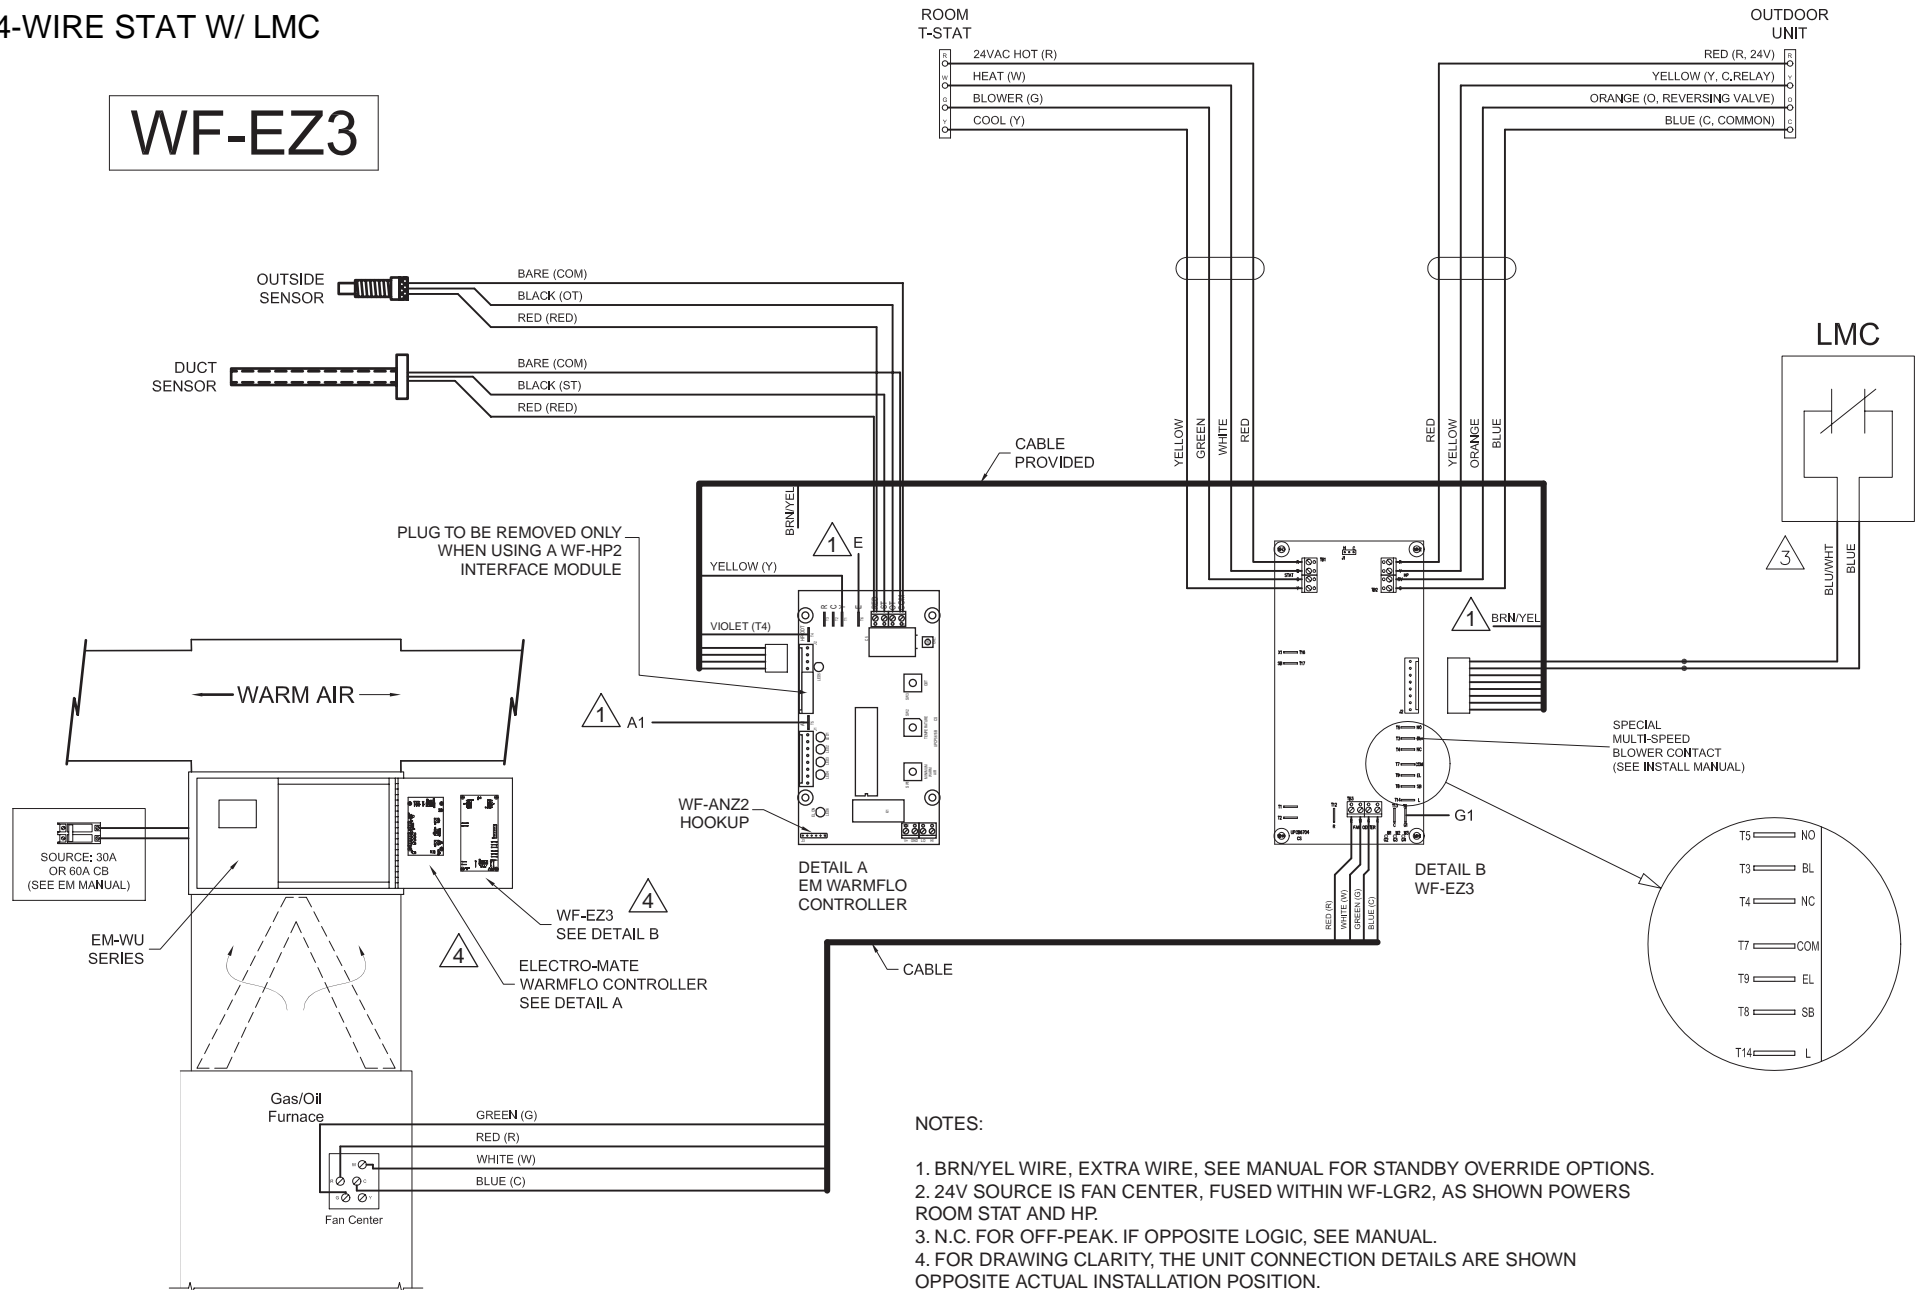 4-WIRE STAT W/ LMC
WF-EZ3
ROOM
T-STAT
R
W
G
Y
24VAC HOT (R)
HEAT (W)
BLOWER (G)
COOL (Y)
OUTDOOR
UNIT
RED (R, 24V)
YELLOW (Y, C.RELAY)
ORANGE (O, REVERSING VALVE)
BLUE (C, COMMON)
R
Y
O
C
OUTSIDE
SENSOR
BARE (COM)
BLACK (OT)
RED (RED)
DUCT
SENSOR
BARE (COM)
BLACK (ST)
RED (RED)
YELLOW
GREEN
WHITE
RED
RED
YELLOW
ORANGE
BLUE
LMC
3
BLU/WHT
BLUE
CABLE
PROVIDED
BRN/YEL
PLUG TO BE REMOVED ONLY
WHEN USING A WF-HP2
INTERFACE MODULE
1
E
YELLOW (Y)
VIOLET (T4)
R
C
Y
E
1
A1
1
BRN/YEL
STAT
HP
FAN CENTER
G1
SPECIAL
MULTI-SPEED
BLOWER CONTACT
(SEE INSTALL MANUAL)
WARM AIR
SOURCE: 30A
OR 60A CB
(SEE EM MANUAL)
EM-WU
SERIES
WF-EZ3
SEE DETAIL B
4
4
ELECTRO-MATE
WARMFLO CONTROLLER
SEE DETAIL A
WF-ANZ2
HOOKUP
DETAIL A
EM WARMFLO
CONTROLLER
DETAIL B
WF-EZ3
RED (R)
WHITE (W)
GREEN (G)
BLUE (C)
CABLE
T5 NO
T3 BL
T4 NC
T7 COM
T9 EL
T8 SB
T14 L
Gas/Oil
Furnace
GREEN (G)
RED (R)
WHITE (W)
BLUE (C)
W
R
C
G
Y
Fan Center
NOTES:
1. BRN/YEL WIRE, EXTRA WIRE, SEE MANUAL FOR STANDBY OVERRIDE OPTIONS.
2. 24V SOURCE IS FAN CENTER, FUSED WITHIN WF-LGR2, AS SHOWN POWERS
ROOM STAT AND HP.
3. N.C. FOR OFF-PEAK. IF OPPOSITE LOGIC, SEE MANUAL.
4. FOR DRAWING CLARITY, THE UNIT CONNECTION DETAILS ARE SHOWN
OPPOSITE ACTUAL INSTALLATION POSITION.